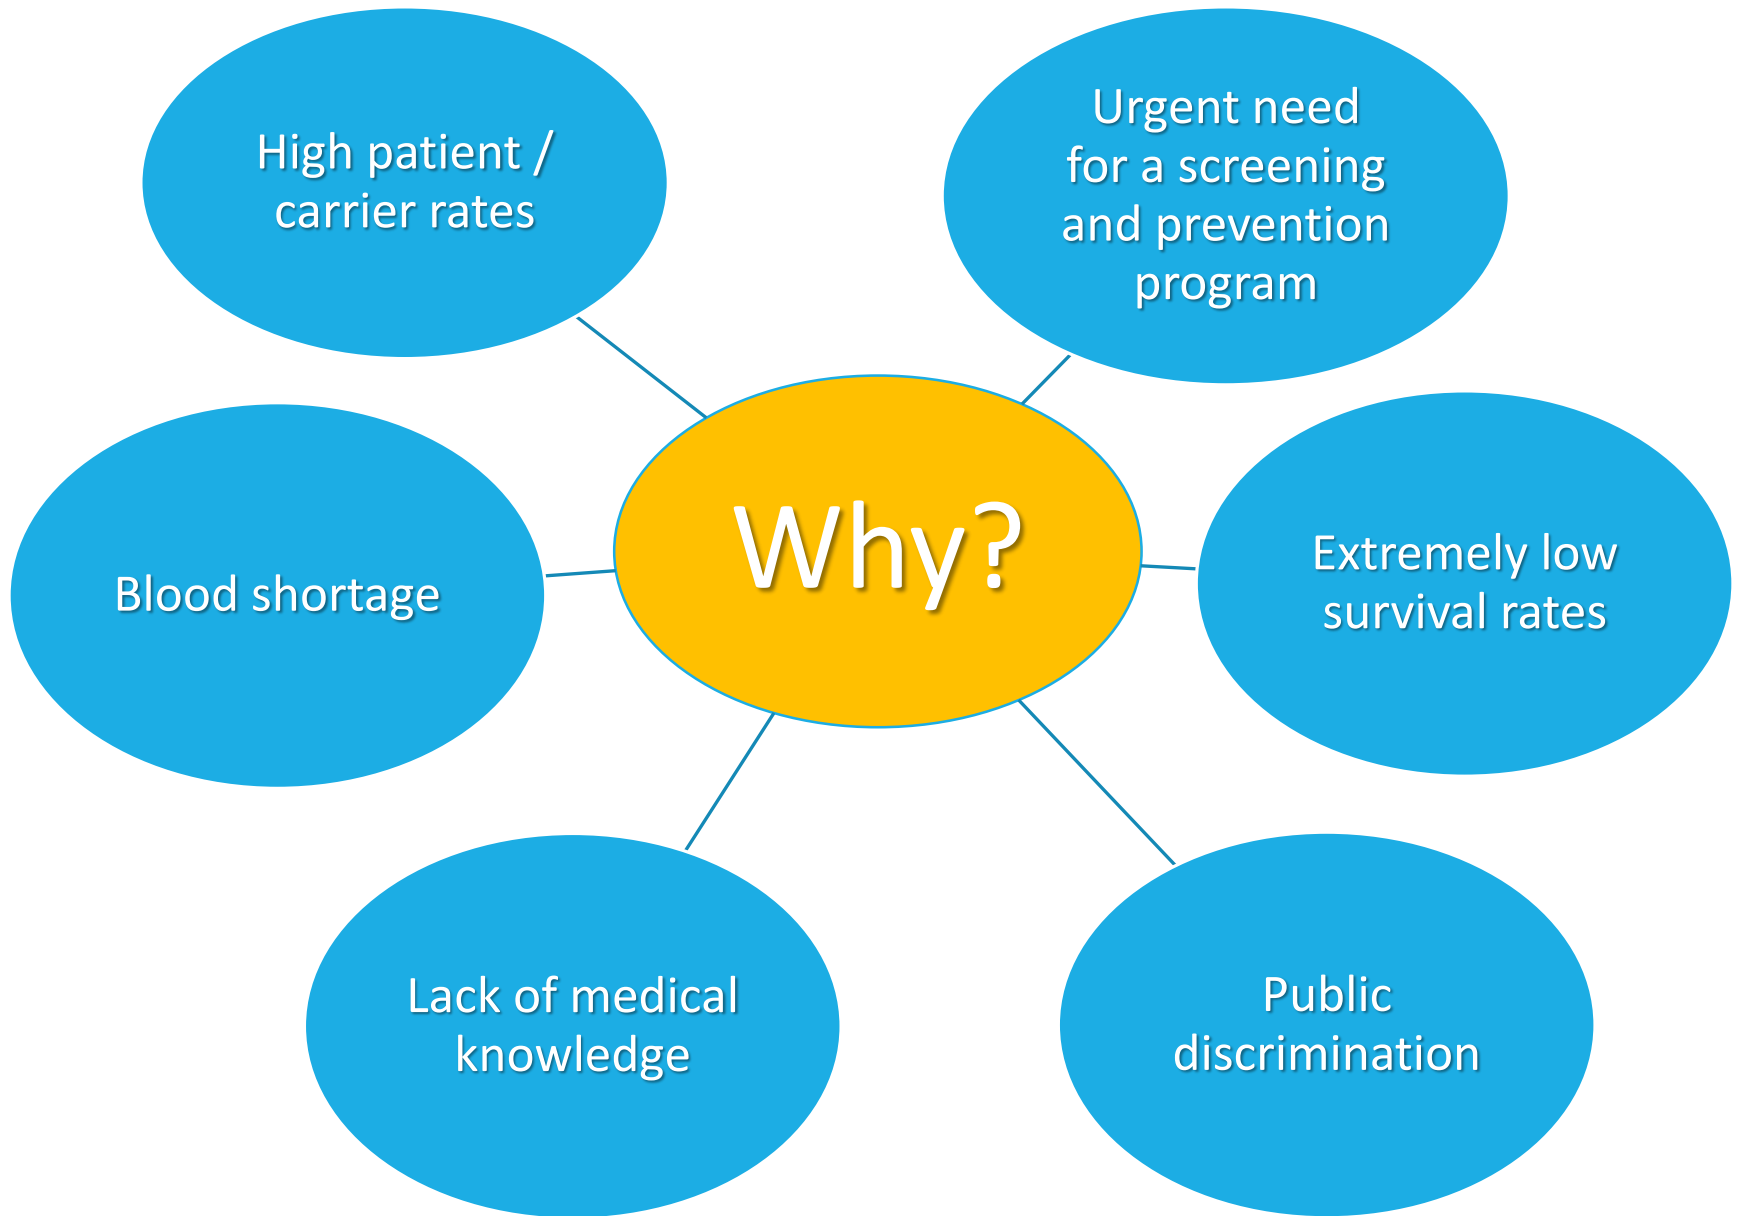 High patient /
carrier rates
Urgent need
for a screening
and prevention
program
Why?
Blood shortage
Extremely low
survival rates
Lack of medical
knowledge
Public
discrimination